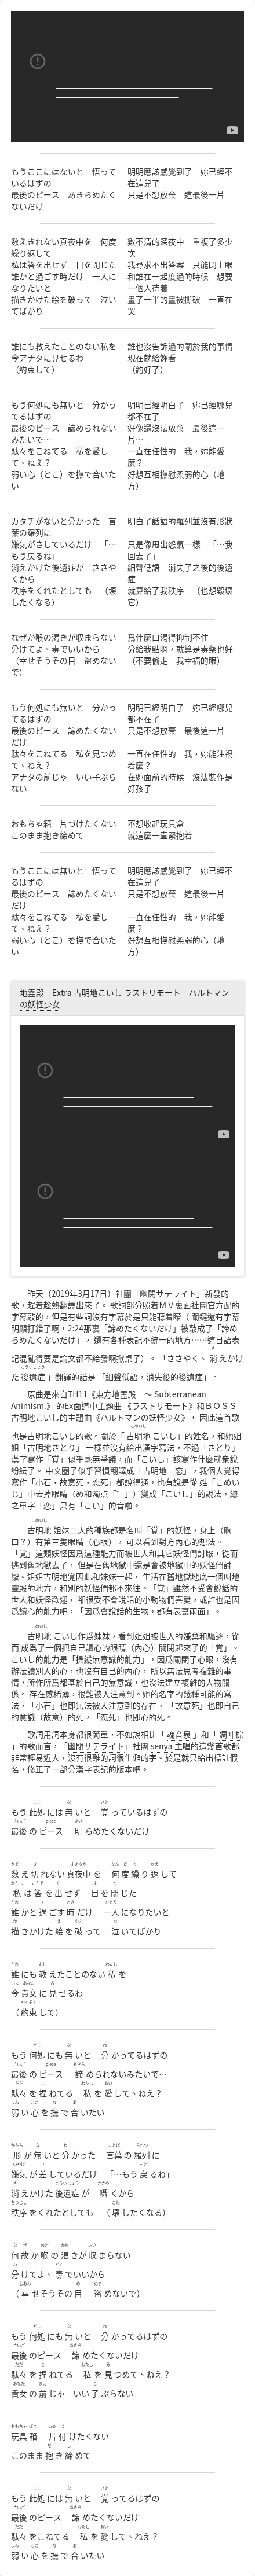 もうここにはないと　悟って
いるはずの
最後のピース　あきらめたく
ないだけ
明明應該感覺到了　妳已經不
在這兒了
只是不想放棄　這最後一片
数えきれない真夜中を　何度
繰り返して
私は答を出せず　目を閉じた
誰かと過ごす時だけ　一人に
なりたいと
描きかけた絵を破って　泣い
てばかり
數不清的深夜中　重複了多少
次
我尋求不出答案　只能閉上眼
和誰在一起度過的時候　想要
一個人待着
畫了一半的畫被撕破　一直在
哭
誰にも教えたことのない私を
今アナタに見せるわ
（約束して）
誰也沒告訴過的關於我的事情
現在就給妳看
（約好了）
もう何処にも無いと　分かっ
てるはずの
最後のピース　諦められない
みたいで…
駄々をこねてる　私を愛し
て、ねえ？
弱い心（とこ）を撫で合いた
い
明明已經明白了　妳已經哪兒
都不在了
好像還沒法放棄　最後這一
片…
一直在任性的　我，妳能愛
麼？
好想互相撫慰柔弱的心（地
方）
カタチがないと分かった　言
葉の羅列に
嫌気がさしているだけ　「…
もう戻るね」
消えかけた後遺症が　ささや
くから
秩序をくれたとしても　（壊
したくなる）
明白了話語的羅列並沒有形狀
只是像甩出怨氣一樣　「…我
回去了」
細聲低語　消失了之後的後遺
症
就算給了我秩序　（也想毀壞
它）
なぜか喉の渇きが収まらない
分けてよ、毒でいいから
（幸せそうその目　盗めない
で）
爲什麼口渴得抑制不住
分給我點啊，就算是毒藥也好
（不要偷走　我幸福的眼）
もう何処にも無いと　分かっ
てるはずの
最後のピース　諦めたくない
だけ
駄々をこねてる　私を見つめ
て、ねえ？
アナタの前じゃ　いい子ぶら
ない
明明已經明白了　妳已經哪兒
都不在了
只是不想放棄　最後這一片
一直在任性的　我，妳能注視
着麼？
在妳面前的時候　沒法裝作是
好孩子
おもちゃ箱　片づけたくない
このまま抱き締めて
不想收起玩具盒
就這麼一直緊抱着
もうここには無いと　悟って
るはずの
最後のピース　諦めたくない
だけ
駄々をこねてる　私を愛し
て、ねえ？
弱い心（とこ）を撫で合いた
い
明明應該感覺到了　妳已經不
在這兒了
只是不想放棄　這最後一片
一直在任性的　我，妳能愛
麼？
好想互相撫慰柔弱的心（地
方）
地霊殿　Extra 古明地こいし ラストリモート　ハルトマン
の妖怪少女
昨天（2019年3月17日）社團「幽閉サテライト」新發的
歌，趕着趁熱翻譯出來了。 歌詞部分照着ＭＶ裏面社團官方配的
字幕敲的，但是有些詞沒有字幕於是只能聽着矇（ 關鍵還有字幕
明顯打錯了啊，2:24那裏「諦めたくないだけ」被敲成了「諦め
らめたくないだけ」， 還有各種表記不統一的地方……這日語表
記混亂得要是論文都不給發啊掀桌子）。 「ささやく、消えかけ
た 後遺症 」翻譯的話是 「細聲低語，消失後的後遺症」。
原曲是來自TH11《東方地霊殿　～ Subterranean
Animism.》 的Ex面道中主題曲 《ラストリモート》和ＢＯＳＳ
古明地こいし的主題曲《ハルトマンの妖怪少女》， 因此這首歌
也是古明地こいし的歌。關於「 古明地 こいし」的姓名，和她姐
姐「古明地さとり」 一樣並沒有給出漢字寫法，不過「さとり」
漢字寫作「覚」似乎毫無爭議，而「こいし」該寫作什麼就衆說
紛紜了。 中文圈子似乎習慣翻譯成「古明地　恋」，我個人覺得
寫作「小石・故意死・恋死」都說得通，也有說是從 姓「こめい
じ」中去掉眼睛（め和濁点「゛」）變成「こいし」的說法，總
之單字「恋」只有「こい」的音啦。
古明地 姐妹二人的種族都是名叫「覚」的妖怪，身上（胸
口？）有第三隻眼睛（心眼）， 可以看到對方內心的想法。
「覚」這類妖怪因爲這種能力而被世人和其它妖怪們討厭，從而
逃到舊地獄去了， 但是在舊地獄中還是會被地獄中的妖怪們討
厭。姐姐古明地覚因此和妹妹一起， 生活在舊地獄地底一個叫地
靈殿的地方，和別的妖怪們都不來往。「覚」雖然不受會說話的
世人和妖怪歡迎， 卻很受不會說話的小動物們喜愛，或許也是因
爲讀心的能力吧，「因爲會說話的生物，都有表裏兩面」。
古明地 こいし作爲妹妹，看到姐姐被世人的嫌棄和驅逐，從
而 成爲了一個把自己讀心的眼睛（內心）關閉起來了的「覚」。
こいし的能力是「操縱無意識的能力」，因爲關閉了心眼，沒有
辦法讀別人的心，也沒有自己的內心， 所以無法思考複雜的事
情，所作所爲都基於自己的無意識，也沒法建立複雜的人物關
係。 存在感稀薄，很難被人注意到。她的名字的幾種可能的寫
法，「小石」也即無法被人注意到的存在，「故意死」也即自己
的意識（故意）的死，「恋死」也即心的死。
歌詞用詞本身都很簡單，不如說相比「 魂音泉 」和「 凋叶棕
」的歌而言，「幽閉サテライト」社團 senya 主唱的這幾首歌都
非常輕易近人，沒有很難的詞很生僻的字。於是就只給出標註假
名，修正了一部分漢字表記的版本吧。
もう 此処 には 無 いと　覚 っているはずの
最後 の ピース　明 らめたくないだけ
数 え 切 れない 真夜中 を　何 度 繰 り 返 して
私 は 答 を 出 せず　目 を 閉 じた
誰 かと 過 ごす 時 だけ　一人 になりたいと
描 きかけた 絵 を 破 って　泣 いてばかり
誰 にも 教 えたことのない 私 を
今 貴女 に 見 せるわ
（ 約束 して）
もう 何処 にも 無 いと　分 かってるはずの
最後 の ピース　諦 められないみたいで…
駄々 を 捏 ねてる　私 を 愛 して、ねえ？
弱 い 心 を 撫 で 合 いたい
形 が 無 いと 分 かった　言葉 の 羅列 に
嫌気 が 差 しているだけ　「…もう 戻 るね」
消 えかけた 後遺症 が　囁 くから
秩序 をくれたとしても　（ 壊 したくなる）
何 故 か 喉 の 渇 きが 収 まらない
分 けてよ、 毒 でいいから
（ 幸 せそうその 目　盗 めないで）
もう 何処 にも 無 いと　分 かってるはずの
最後 のピース　諦 めたくないだけ
駄々 を 捏 ねてる　私 を 見 つめて、ねえ？
貴女 の 前 じゃ　いい 子 ぶらない
玩具 箱　片 付 けたくない
このまま 抱 き 締 めて
もう 此処 には 無 いと　覚 ってるはずの
最後 のピース　諦 めたくないだけ
駄々 をこねてる　私 を 愛 して、ねえ？
弱 い 心 を 撫 で 合 いたい